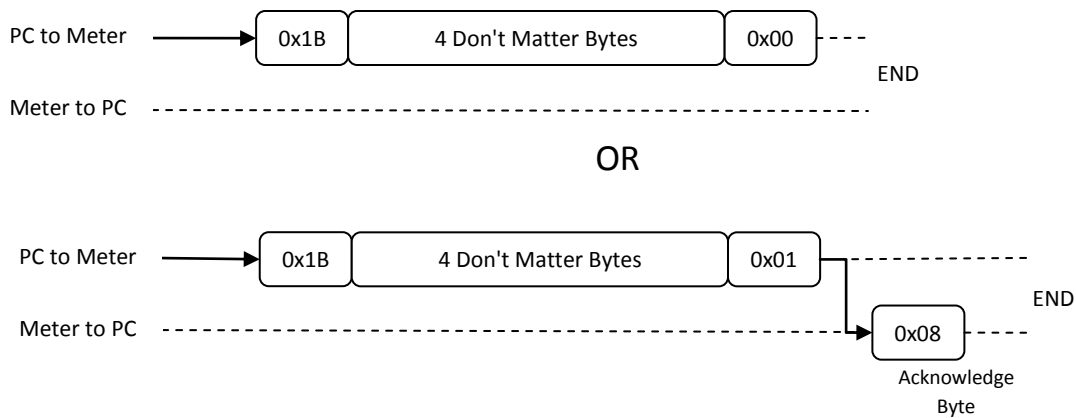 PC to Meter 0x1B 4 Don't Matter Bytes 0x00
END
Meter to PC
OR
PC to Meter 0x1B 4 Don't Matter Bytes 0x01
END
Meter to PC 0x08
Acknowledge
Byte